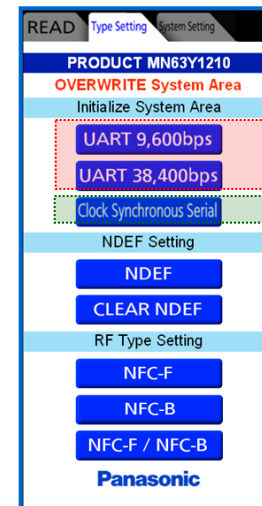 READ Type Setting System Setting
PRODUCT MN63Y1210
OVERWRITE System Area
Initialize System Area
UART 9,600bps
UART 38,400bps
Clock Synchronous Serial
NDEF Setting
NDEF
CLEAR NDEF
RF Type Setting
NFC-F
NFC-B
NFC-F / NFC-B
Panasonic